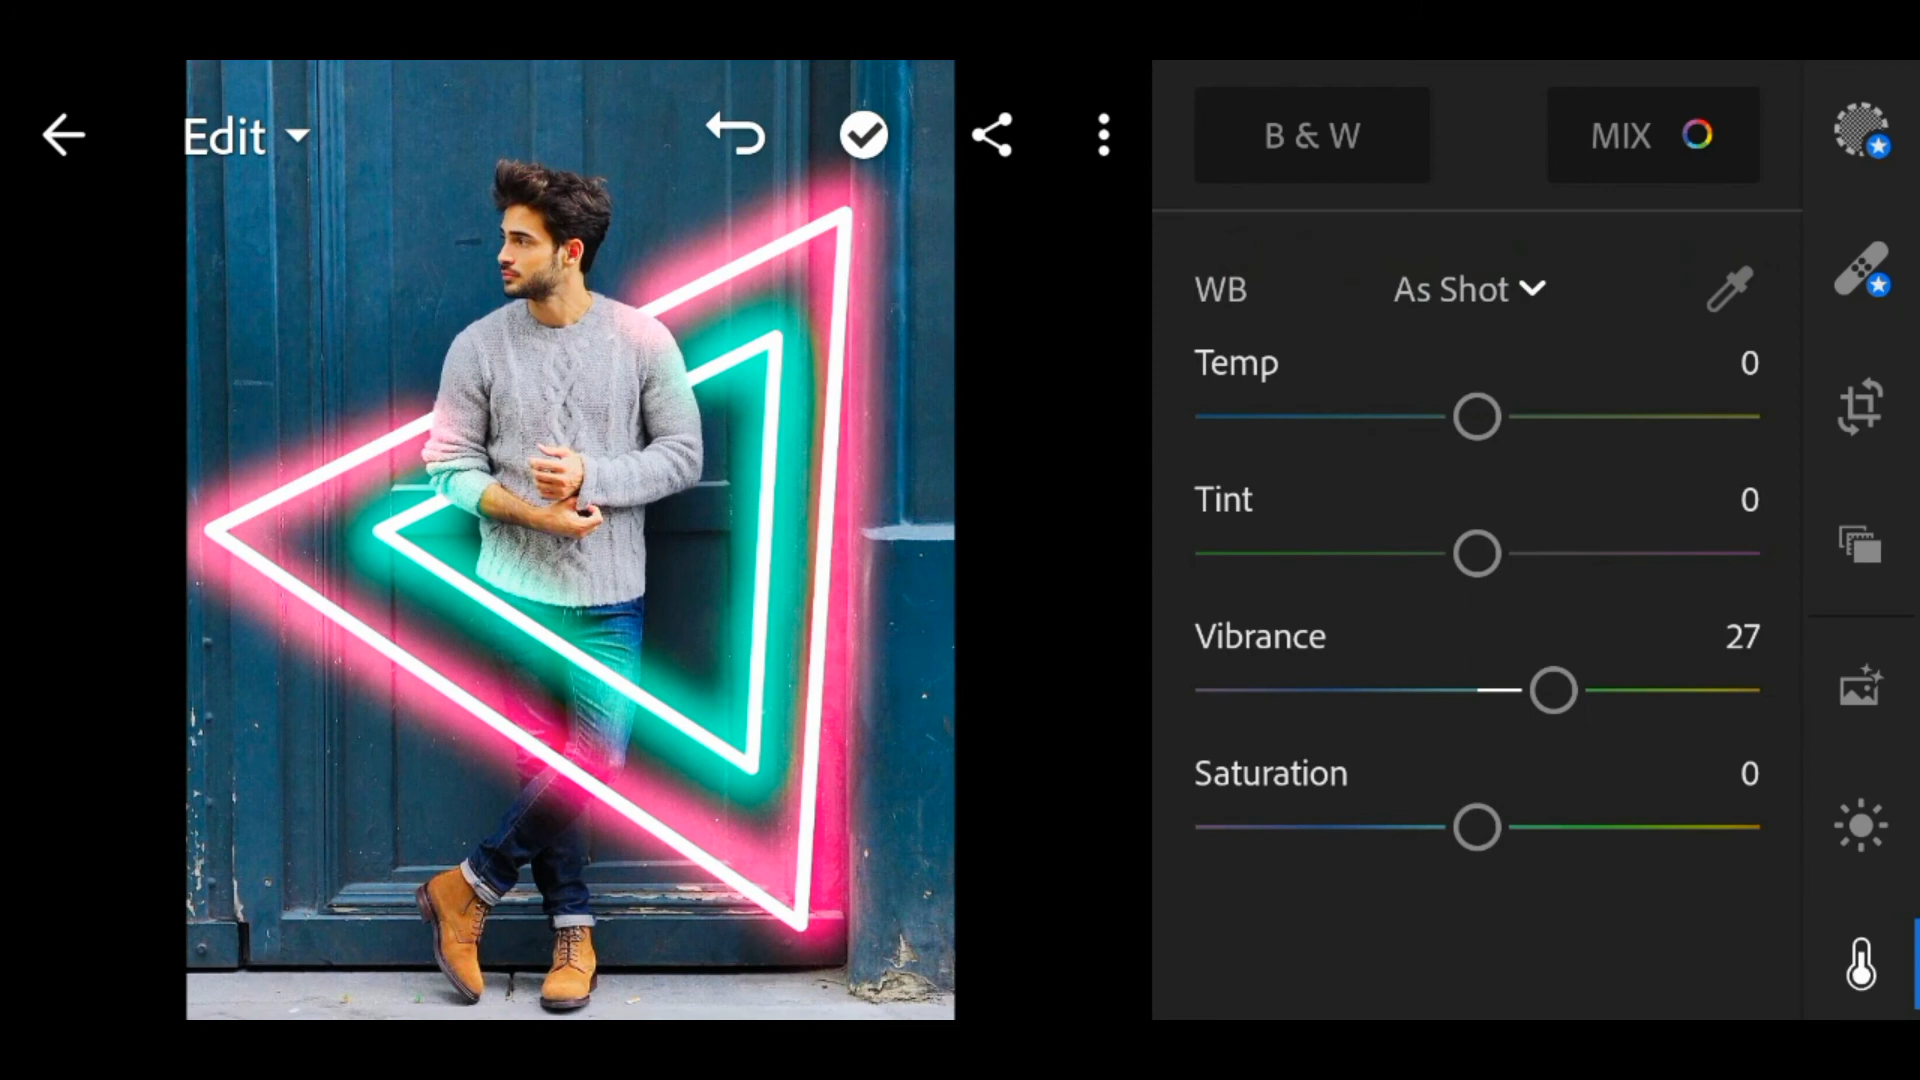 Edit
B & W
MIX
WB
As Shot
Temp
0
Tint
0
Vibrance
27
Saturation
0